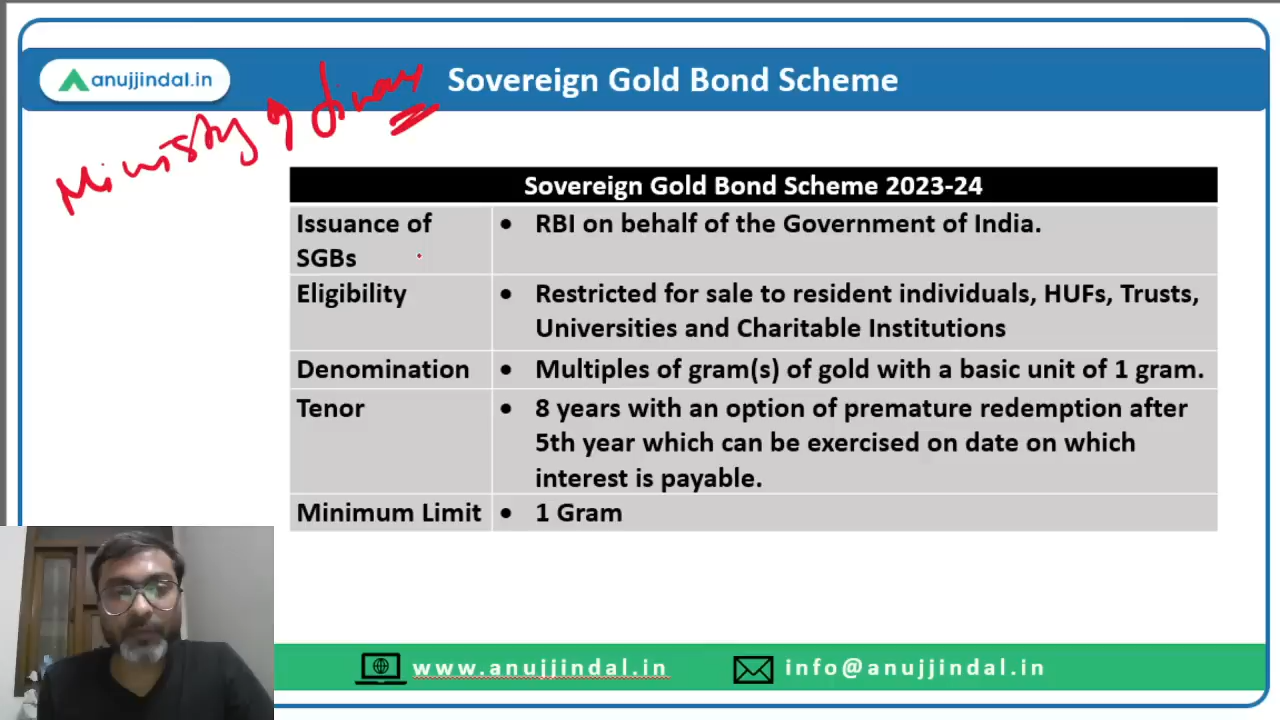 anujjindal.in
Sovereign Gold Bond Scheme
Ministry of
Sovereign Gold Bond Scheme 2023-24
Issuance of
SGBs
• RBI on behalf of the Government of India.
Eligibility
• Restricted for sale to resident individuals, HUFs, Trusts,
Universities and Charitable Institutions
Denomination
• Multiples of gram(s) of gold with a basic unit of 1 gram.
Tenor
• 8 years with an option of premature redemption after
5th year which can be exercised on date on which
interest is payable.
Minimum Limit
• 1 Gram
www.anujjindal.in
info@anujjindal.in